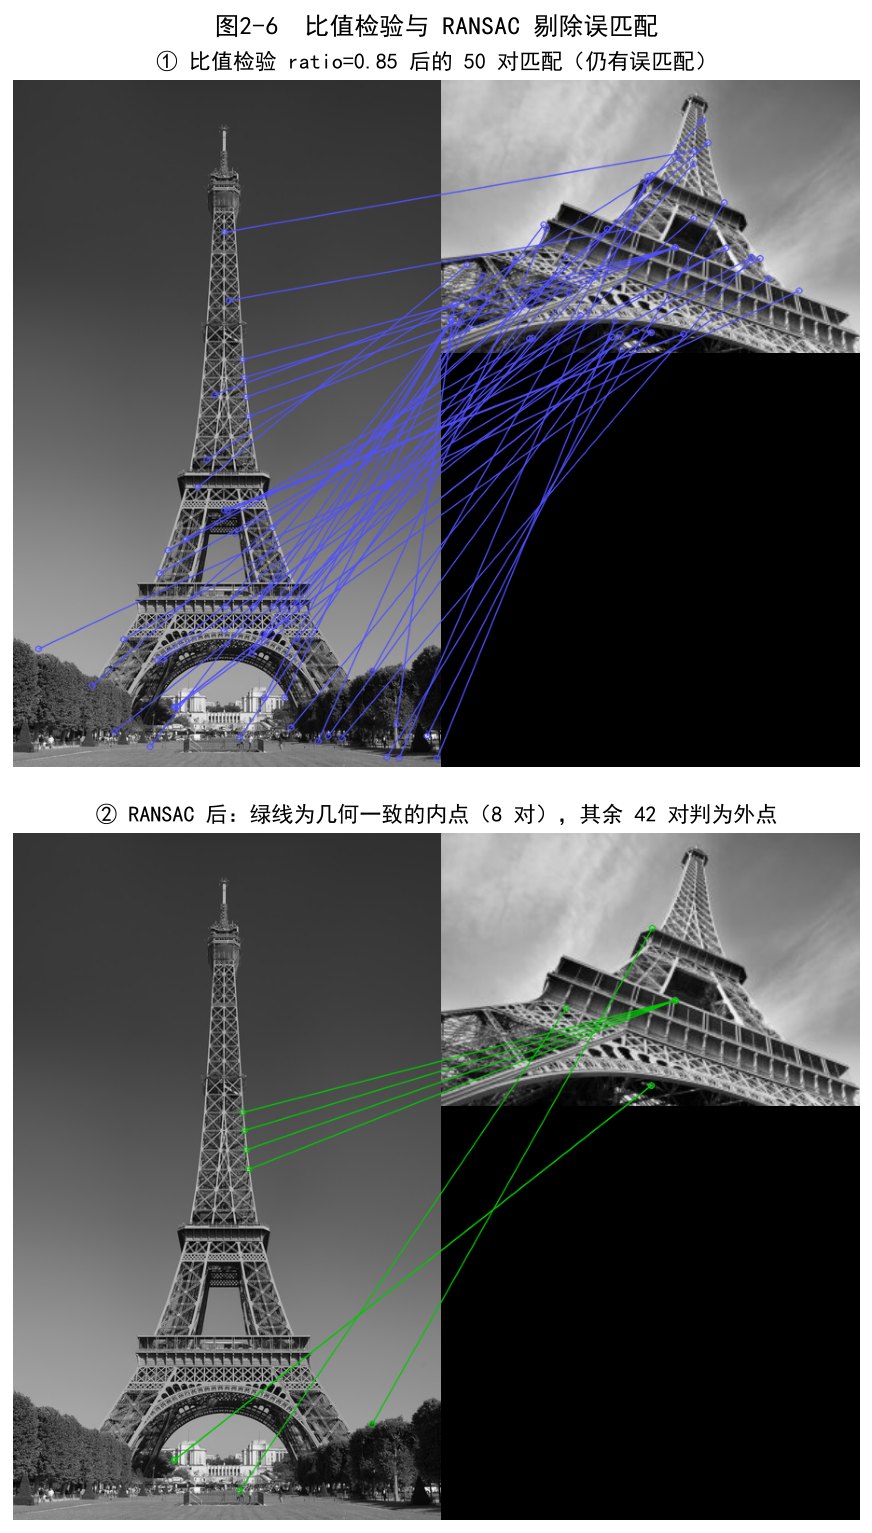 图2-6 比值检验与 RANSAC 剔除误匹配
① 比值检验 ratio=0.85 后的 50 对匹配（仍有误匹配）
② RANSAC 后：绿线为几何一致的内点（8 对），其余 42 对判为外点